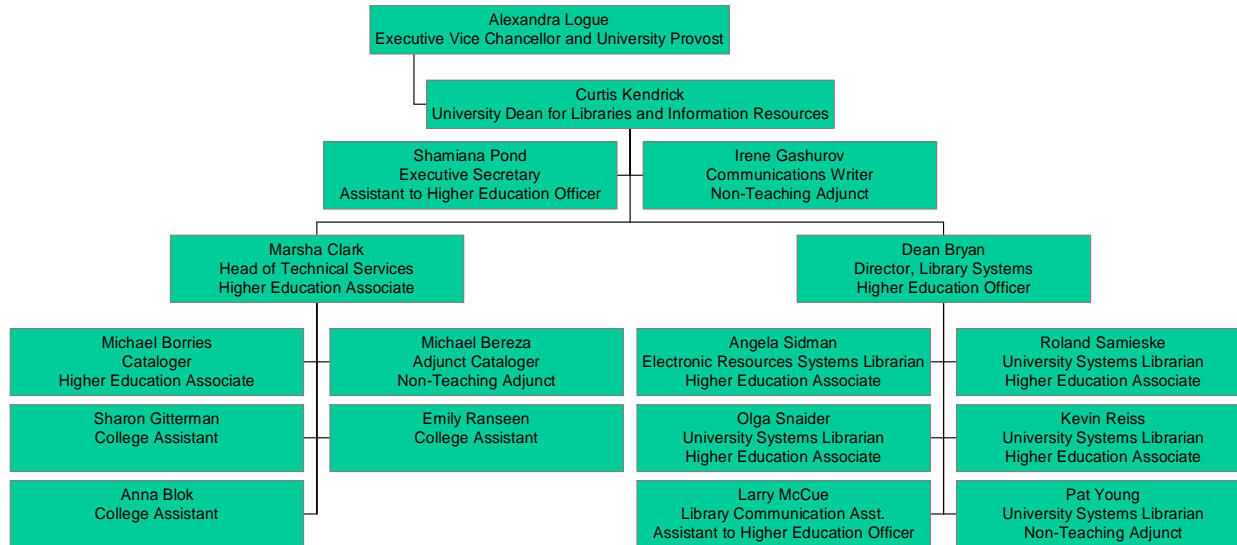 Alexandra Logue
Executive Vice Chancellor and University Provost
Curtis Kendrick
University Dean for Libraries and Information Resources
Shamiana Pond
Executive Secretary
Assistant to Higher Education Officer
Irene Gashurov
Communications Writer
Non-Teaching Adjunct
Marsha Clark
Head of Technical Services
Higher Education Associate
Dean Bryan
Director, Library Systems
Higher Education Officer
Michael Borries
Cataloger
Higher Education Associate
Michael Bereza
Adjunct Cataloger
Non-Teaching Adjunct
Angela Sidman
Electronic Resources Systems Librarian
Higher Education Associate
Roland Samieske
University Systems Librarian
Higher Education Associate
Sharon Gitterman
College Assistant
Emily Ranseen
College Assistant
Olga Snaider
University Systems Librarian
Higher Education Associate
Kevin Reiss
University Systems Librarian
Higher Education Associate
Anna Blok
College Assistant
Larry McCue
Library Communication Asst.
Assistant to Higher Education Officer
Pat Young
University Systems Librarian
Non-Teaching Adjunct